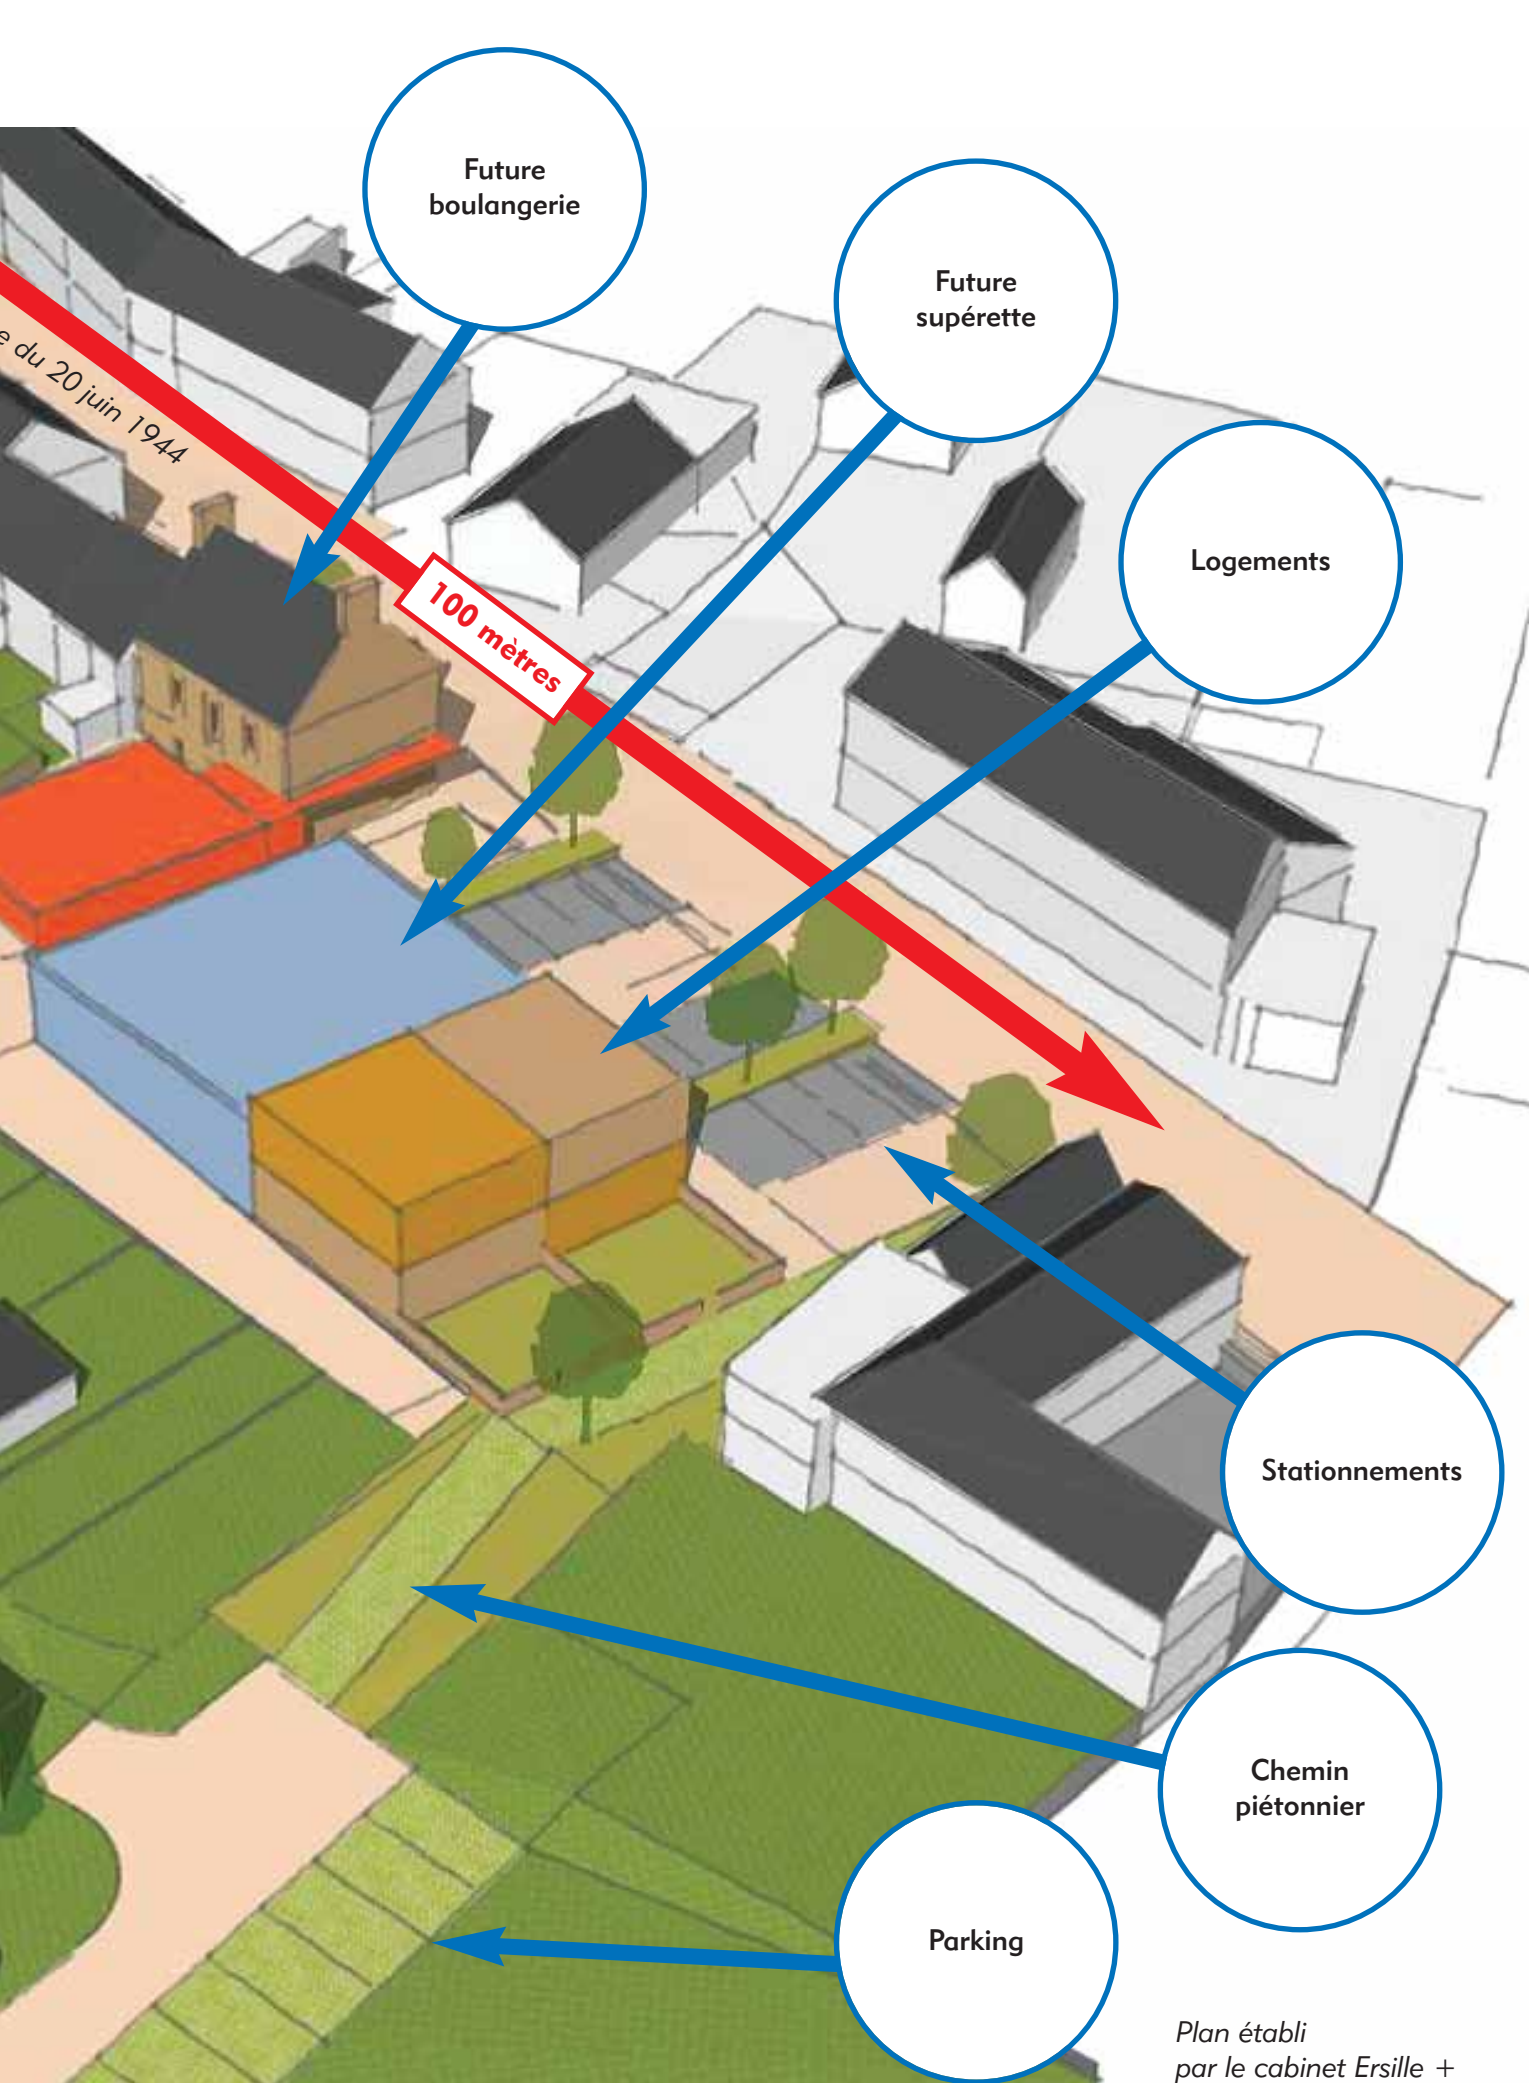 Future
boulangerie
Future
supérette
e du 20 juin 1944
Logements
100 mètres
Stationnements
Chemin
piétonnier
Parking
Plan établi
par le cabinet Ersille +